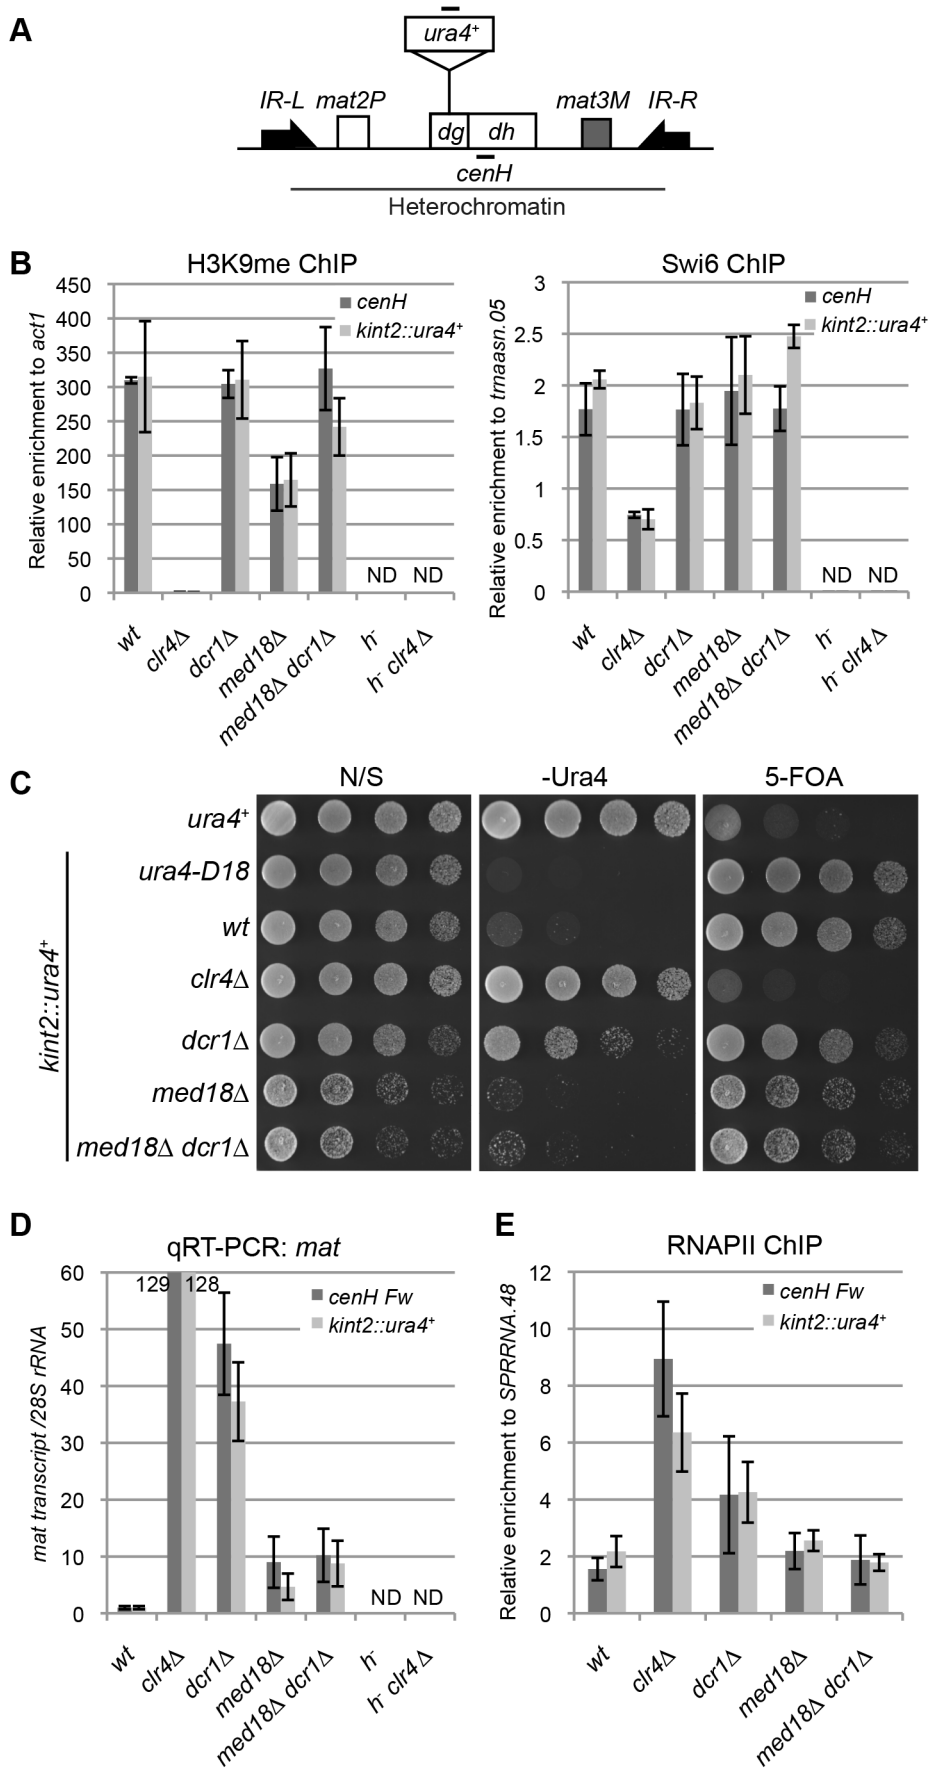 A
ura4+
IR-L mat2P mat3M IR-R
dg dh
cenH
Heterochromatin
B
H3K9me ChIP
Relative enrichment to act1
450
400
350
300
250
200
150
100
50
0
cenH
kint2::ura4+
ND ND
wt
clr4Δ
dcr1Δ
med18Δ
med18Δ dcr1Δ
h-
h- clr4Δ
Swi6 ChIP
Relative enrichment to trnaasn.05
3
2.5
2
1.5
1
0.5
0
cenH
kint2::ura4+
ND ND
wt
clr4Δ
dcr1Δ
med18Δ
med18Δ dcr1Δ
h-
h- clr4Δ
C
N/S -Ura4 5-FOA
ura4+
kint2::ura4+
ura4-D18
wt
clr4Δ
dcr1Δ
med18Δ
med18Δ dcr1Δ
D
qRT-PCR: mat
mat transcript /28S rRNA
60
50
40
30
20
10
0
129 128
cenH Fw
kint2::ura4+
ND ND
wt
clr4Δ
dcr1Δ
med18Δ
med18Δ dcr1Δ
h-
h- clr4Δ
E
RNAPII ChIP
Relative enrichment to SPRRNA.48
12
10
8
6
4
2
0
cenH Fw
kint2::ura4+
wt
clr4Δ
dcr1Δ
med18Δ
med18Δ dcr1Δ